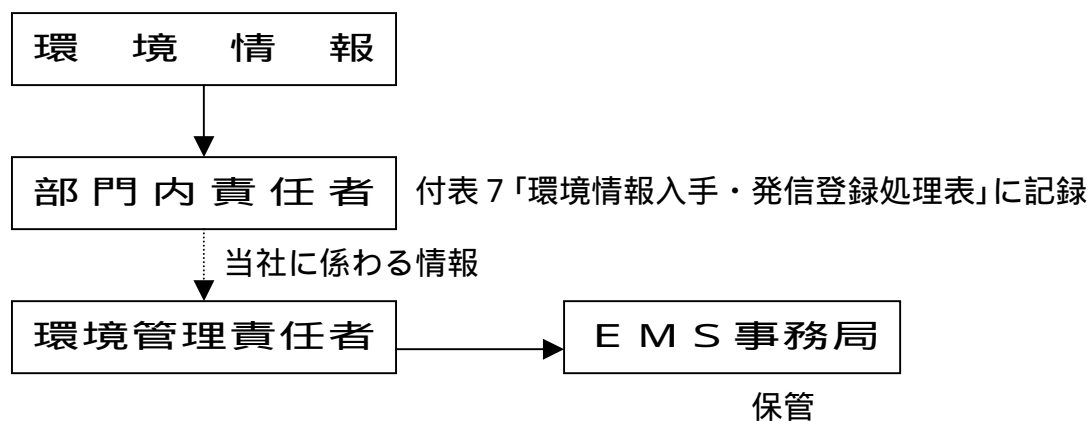 環境情報
部門内責任者
付表７「環境情報入手・発信登録処理表」に記録
当社に係わる情報
環境管理責任者
ＥＭＳ事務局
保管